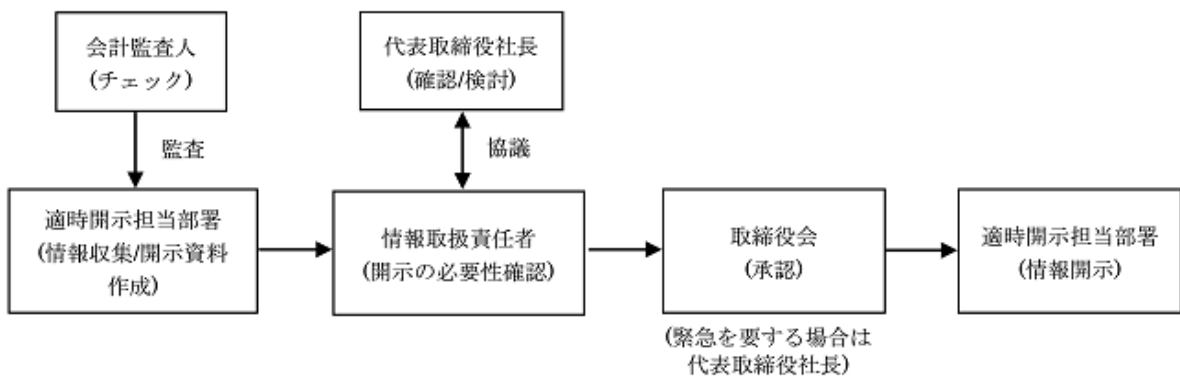 会計監査人
(チェック)
代表取締役社長
(確認/検討)
監査
協議
適時開示担当部署
(情報収集/開示資料
作成)
情報取扱責任者
(開示の必要性確認)
取締役会
(承認)
適時開示担当部署
(情報開示)
(緊急を要する場合は
代表取締役社長)